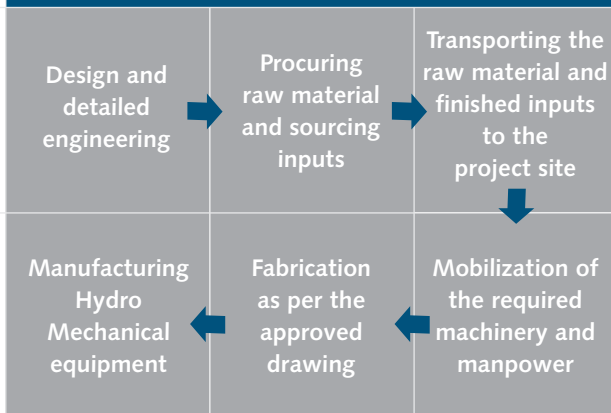 Design and
detailed
engineering
Procuring
raw material
and sourcing
inputs
Transporting the
raw material and
finished inputs
to the
project site
Mobilization of
the required
machinery and
manpower
Fabrication
as per the
approved
drawing
Manufacturing
Hydro
Mechanical
equipment